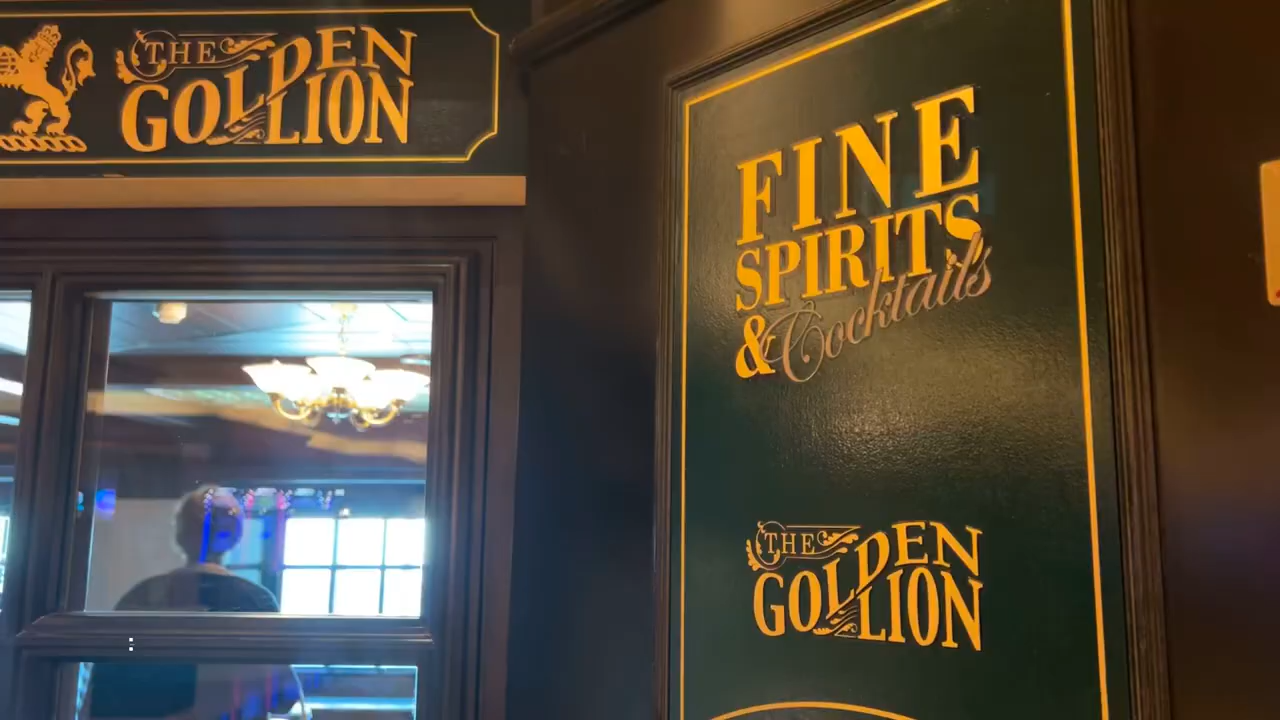 THE
GOLDEN
LION
FINE
SPIRITS
& Cocktails
THE
GOLDEN
LION